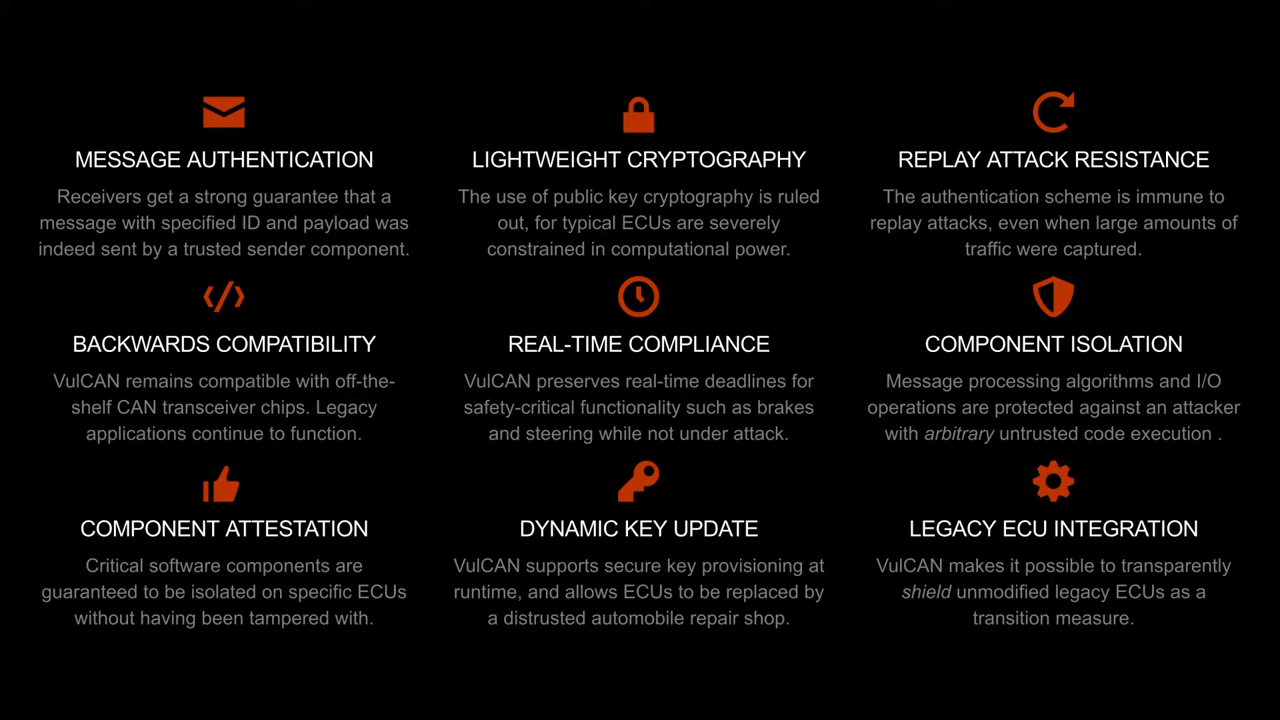 MESSAGE AUTHENTICATION
Receivers get a strong guarantee that a
message with specified ID and payload was
indeed sent by a trusted sender component.
LIGHTWEIGHT CRYPTOGRAPHY
The use of public key cryptography is ruled
out, for typical ECUs are severely
constrained in computational power.
REPLAY ATTACK RESISTANCE
The authentication scheme is immune to
replay attacks, even when large amounts of
traffic were captured.
BACKWARDS COMPATIBILITY
VulCAN remains compatible with off-the-
shelf CAN transceiver chips. Legacy
applications continue to function.
REAL-TIME COMPLIANCE
VulCAN preserves real-time deadlines for
safety-critical functionality such as brakes
and steering while not under attack.
COMPONENT ISOLATION
Message processing algorithms and I/O
operations are protected against an attacker
with arbitrary untrusted code execution .
COMPONENT ATTESTATION
Critical software components are
guaranteed to be isolated on specific ECUs
without having been tampered with.
DYNAMIC KEY UPDATE
VulCAN supports secure key provisioning at
runtime, and allows ECUs to be replaced by
a distrusted automobile repair shop.
LEGACY ECU INTEGRATION
VulCAN makes it possible to transparently
shield unmodified legacy ECUs as a
transition measure.